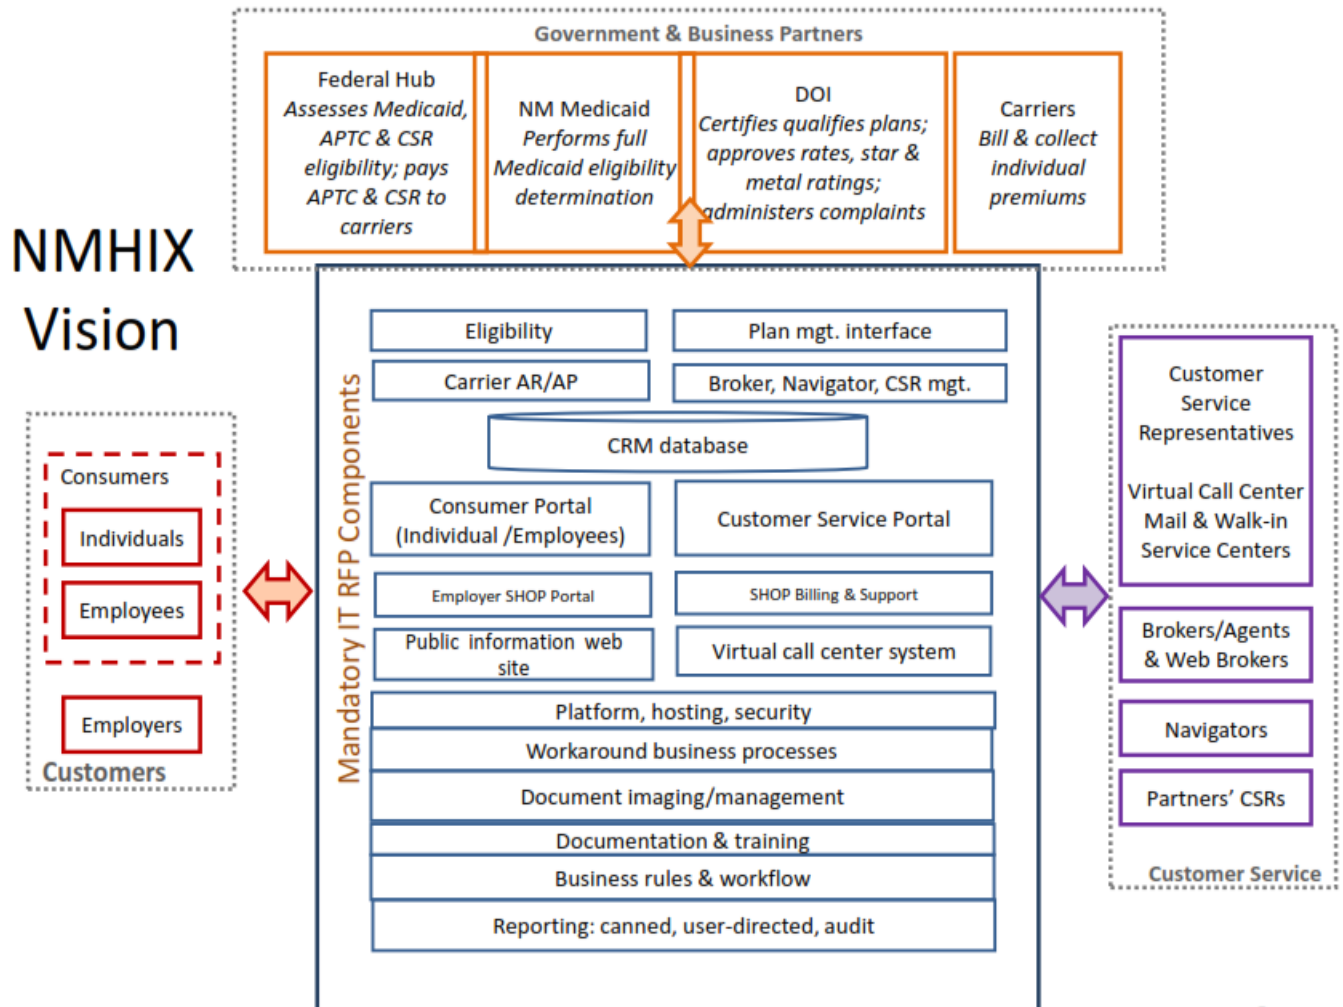 Government & Business Partners
Federal Hub
Assesses Medicaid,
APTC & CSR
eligibility; pays
APTC & CSR to
carriers
NM Medicaid
Performs full
Medicaid eligibility
determination
DOI
Certifies qualifies plans;
approves rates, star &
metal ratings;
administers complaints
Carriers
Bill & collect
individual
premiums
NMHIX
Vision
Consumers
Individuals
Employees
Employers
Customers
Mandatory IT RFP Components
Eligibility
Plan mgt. interface
Carrier AR/AP
Broker, Navigator, CSR mgt.
CRM database
Consumer Portal
(Individual /Employees)
Customer Service Portal
Employer SHOP Portal
SHOP Billing & Support
Public information web
site
Virtual call center system
Platform, hosting, security
Workaround business processes
Document imaging/management
Documentation & training
Business rules & workflow
Reporting: canned, user-directed, audit
Customer
Service
Representatives
Virtual Call Center
Mail & Walk-in
Service Centers
Brokers/Agents
& Web Brokers
Navigators
Partners’ CSRs
Customer Service